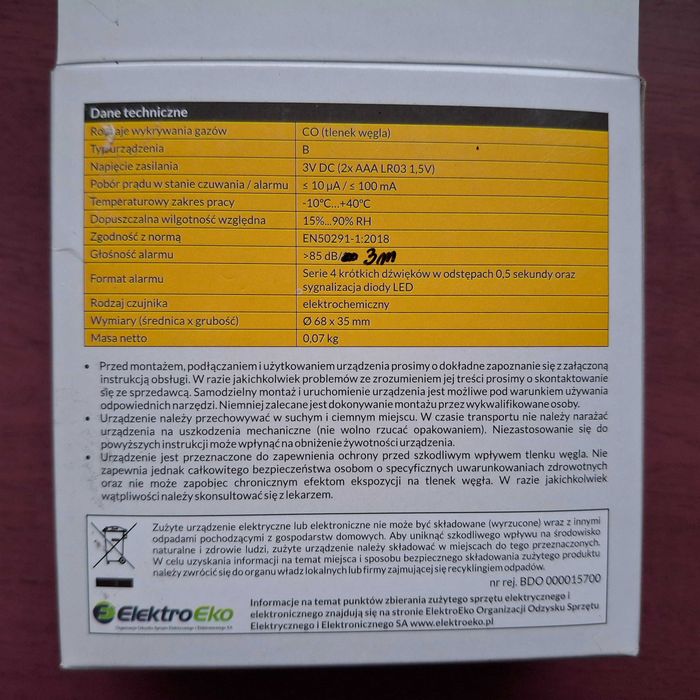 Dane techniczne
Rodzaje wykrywania gazów CO (tlenek węgla)
Typ urządzenia B
Napięcie zasilania 3V DC (2x AAA LR03 1,5V)
Pobór prądu w stanie czuwania / alarmu ≤ 10 μA / ≤ 100 mA
Temperaturowy zakres pracy -10°C...+40°C
Dopuszczalna wilgotność względna 15%...90% RH
Zgodność z normą EN50291-1:2018
Głośność alarmu >85 dB/ 3m
Format alarmu Serie 4 krótkich dźwięków w odstępach 0,5 sekundy oraz
sygnalizacja diody LED
Rodzaj czujnika elektrochemiczny
Wymiary (średnica x grubość) Ø 68 x 35 mm
Masa netto 0,07 kg
• Przed montażem, podłączaniem i użytkowaniem urządzenia prosimy o dokładne zapoznanie się z załączoną
instrukcją obsługi. W razie jakichkolwiek problemów ze zrozumieniem jej treści prosimy o skontaktowanie
się ze sprzedawcą. Samodzielny montaż i uruchomienie urządzenia jest możliwe pod warunkiem używania
odpowiednich narzędzi. Niemniej zalecane jest dokonywanie montażu przez wykwalifikowane osoby.
• Urządzenie należy przechowywać w suchym i ciemnym miejscu. W czasie transportu nie należy narażać
urządzenia na uszkodzenia mechaniczne (nie wolno rzucać opakowaniem). Niezastosowanie się do
powyższych instrukcji może wpłynąć na obniżenie żywotności urządzenia.
• Urządzenie jest przeznaczone do zapewnienia ochrony przed szkodliwym wpływem tlenku węgla. Nie
zapewnia jednak całkowitego bezpieczeństwa osobom o specyficznych uwarunkowaniach zdrowotnych
oraz nie może zapobiec chronicznym efektom ekspozycji na tlenek węgla. W razie jakichkolwiek
wątpliwości należy skonsultować się z lekarzem.
Zużyte urządzenie elektryczne lub elektroniczne nie może być składowane (wyrzucone) wraz z innymi
odpadami pochodzącymi z gospodarstw domowych. Aby uniknąć szkodliwego wpływu na środowisko
naturalne i zdrowie ludzi, zużyte urządzenie należy składować w miejscach do tego przeznaczonych.
W celu uzyskania informacji na temat miejsca i sposobu bezpiecznego składowania zużytego produktu
należy zwrócić się do organu władz lokalnych lub firmy zajmującej się recyklingiem odpadów.
nr rej. BDO 000015700
ElektroEko
Organizacja Odzysku Sprzętu Elektrycznego i Elektronicznego SA
Informacje na temat punktów zbierania zużytego sprzętu elektrycznego i
elektronicznego znajdują się na stronie ElektroEko Organizacji Odzysku Sprzętu
Elektrycznego i Elektronicznego SA www.elektroeko.pl